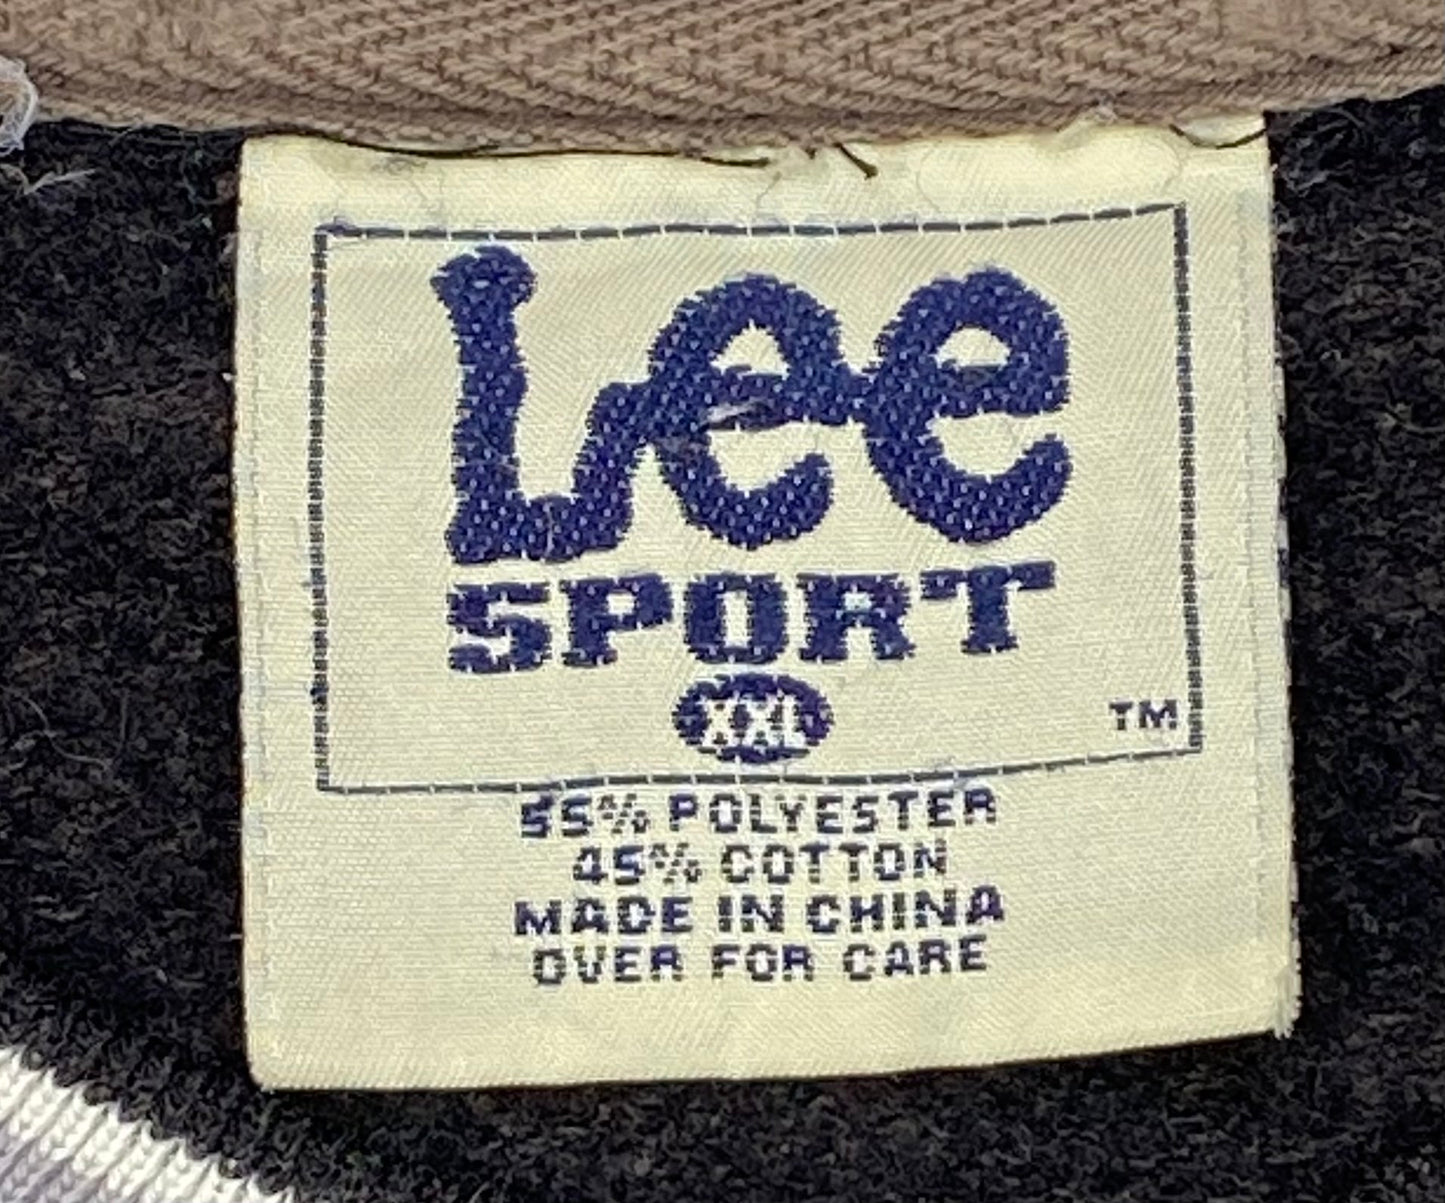 Lee
SPORT
XXL
TM
55% POLYESTER
45% COTTON
MADE IN CHINA
OVER FOR CARE